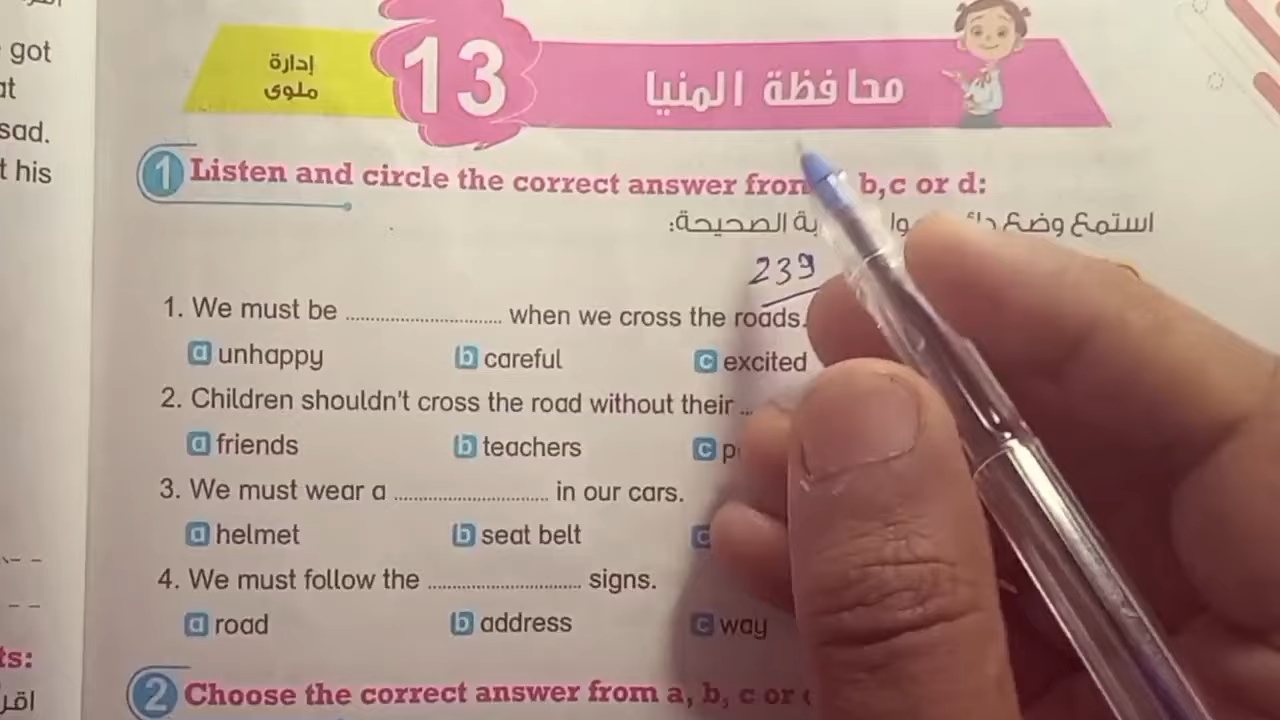 got
at
sad.
t his
إدارة
ملوى
13
محافظة المنيا
1 Listen and circle the correct answer from b,c or d:
استمع وضع الصحيحة:
239
1. We must be ............................ when we cross the roads.
a unhappy b careful c excited
2. Children shouldn't cross the road without their ...
a friends b teachers c p
3. We must wear a ............................ in our cars.
a helmet b seat belt c
4. We must follow the ............................ signs.
a road b address c way
ts:
2 Choose the correct answer from a, b, c or